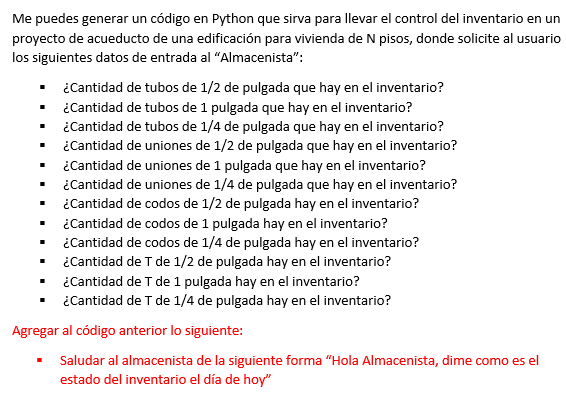 Me puedes generar un código en Python que sirva para llevar el control del inventario en un
proyecto de acueducto de una edificación para vivienda de N pisos, donde solicite al usuario
los siguientes datos de entrada al “Almacenista”:
▪ ¿Cantidad de tubos de 1/2 de pulgada que hay en el inventario?
▪ ¿Cantidad de tubos de 1 pulgada que hay en el inventario?
▪ ¿Cantidad de tubos de 1/4 de pulgada que hay en el inventario?
▪ ¿Cantidad de uniones de 1/2 de pulgada que hay en el inventario?
▪ ¿Cantidad de uniones de 1 pulgada que hay en el inventario?
▪ ¿Cantidad de uniones de 1/4 de pulgada que hay en el inventario?
▪ ¿Cantidad de codos de 1/2 de pulgada hay en el inventario?
▪ ¿Cantidad de codos de 1 pulgada hay en el inventario?
▪ ¿Cantidad de codos de 1/4 de pulgada hay en el inventario?
▪ ¿Cantidad de T de 1/2 de pulgada hay en el inventario?
▪ ¿Cantidad de T de 1 pulgada hay en el inventario?
▪ ¿Cantidad de T de 1/4 de pulgada hay en el inventario?
Agregar al código anterior lo siguiente:
▪ Saludar al almacenista de la siguiente forma “Hola Almacenista, dime como es el
estado del inventario el día de hoy”